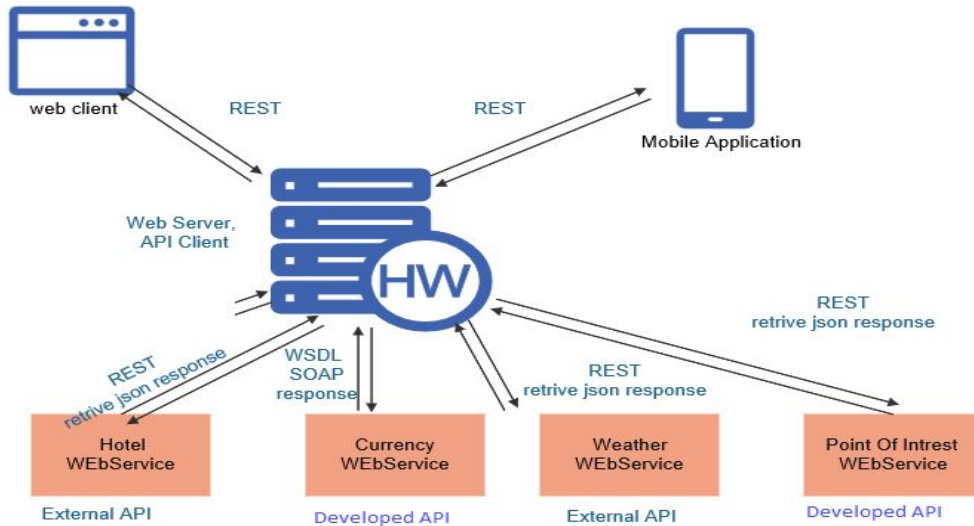 web client
REST
REST
Mobile Application
Web Server,
API Client
HW
REST
retrive json response
WSDL
SOAP
response
REST
retrive json response
REST
retrive json response
Hotel
WEbService
Currency
WEbService
Weather
WEbService
Point Of Intrest
WEbService
External API
Developed API
External API
Developed API